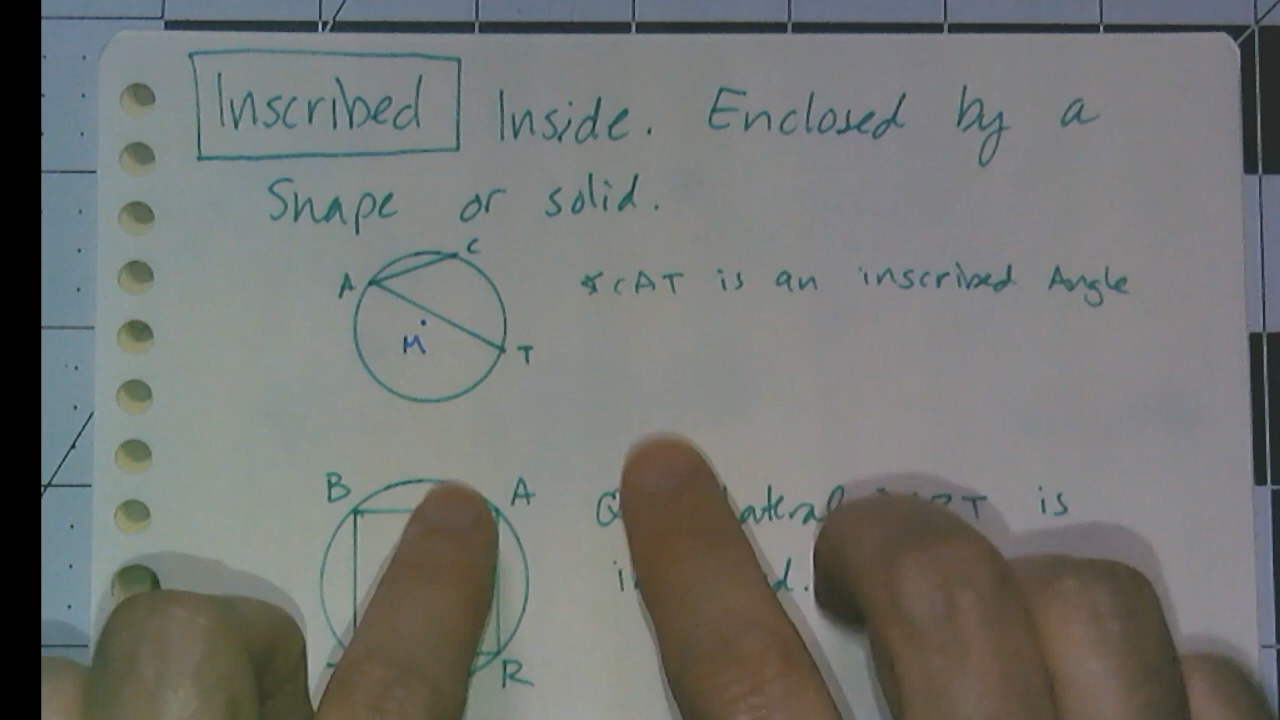 Inscribed Inside. Enclosed by a
Shape or solid.
C
A
∡CAT is an inscribed Angle
M
T
B
A
is
R